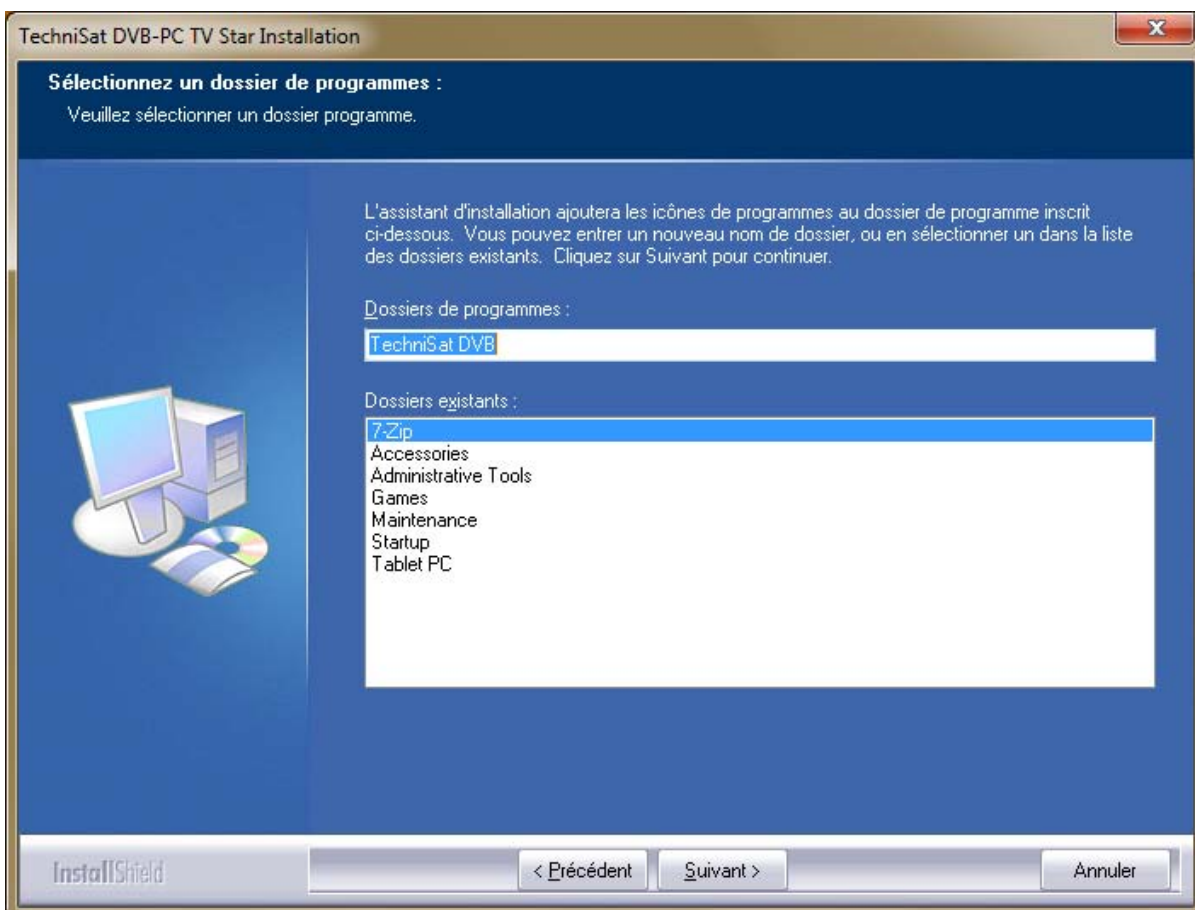 TechniSat DVB-PC TV Star Installation
Sélectionnez un dossier de programmes :
Veuillez sélectionner un dossier programme.
L'assistant d'installation ajoutera les icônes de programmes au dossier de programme inscrit
ci-dessous. Vous pouvez entrer un nouveau nom de dossier, ou en sélectionner un dans la liste
des dossiers existants. Cliquez sur Suivant pour continuer.
Dossiers de programmes :
TechniSat DVB
Dossiers existants :
7-Zip
Accessories
Administrative Tools
Games
Maintenance
Startup
Tablet PC
InstallShield
< Précédent
Suivant >
Annuler